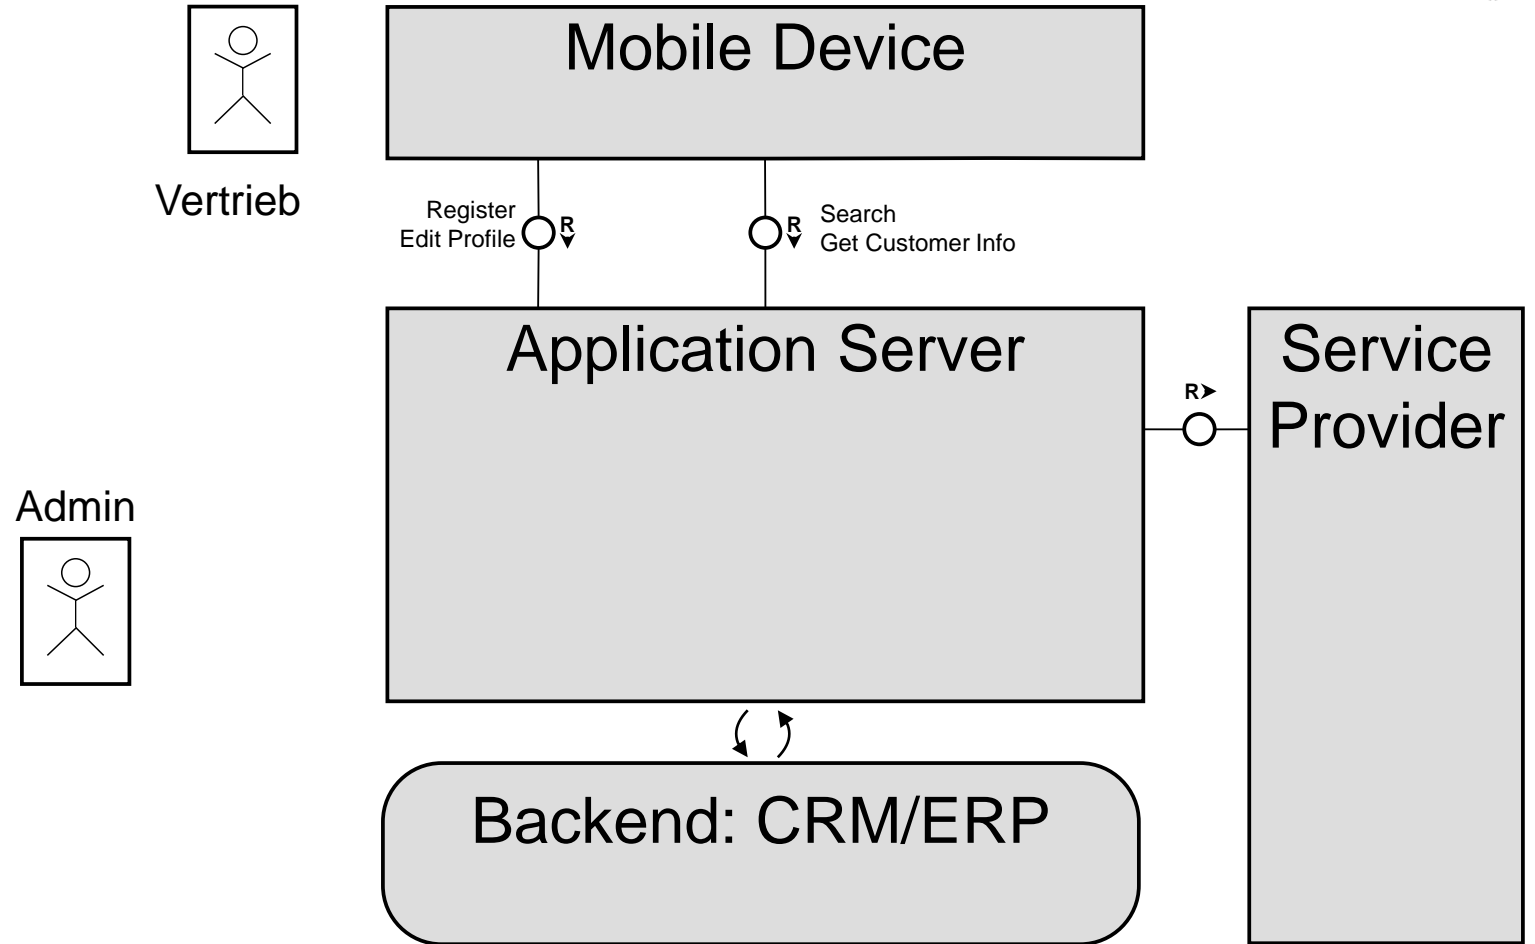 Mobile Device
Vertrieb
Register
Edit Profile
R
R
Search
Get Customer Info
Application Server
Service
Provider
R
Admin
Backend: CRM/ERP